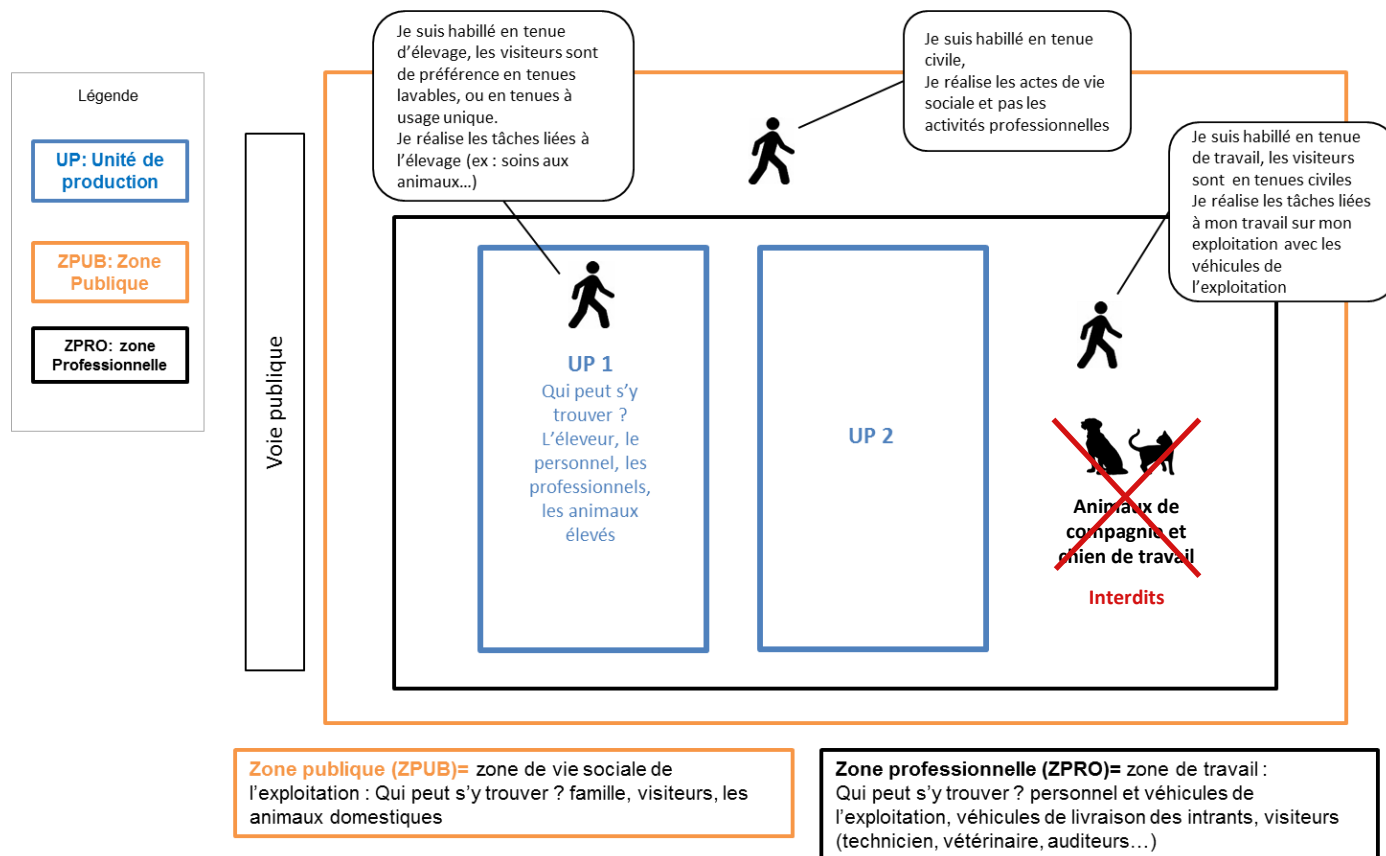 Légende
UP: Unité de
production
ZPUB: Zone
Publique
ZPRO: zone
Professionnelle
Voie publique
Je suis habillé en tenue
d’élevage, les visiteurs sont
de préférence en tenues
lavables, ou en tenues à
usage unique.
Je réalise les tâches liées à
l’élevage (ex : soins aux
animaux…)
Je suis habillé en tenue
civile,
Je réalise les actes de vie
sociale et pas les
activités professionnelles
Je suis habillé en tenue
de travail, les visiteurs
sont en tenues civiles
Je réalise les tâches liées
à mon travail sur mon
exploitation avec les
véhicules de
l’exploitation
UP 1
Qui peut s’y
trouver ?
L’éleveur, le
personnel, les
professionnels,
les animaux
élevés
UP 2
Animaux de
compagnie et
chien de travail
Interdits
Zone publique (ZPUB)= zone de vie sociale de
l’exploitation : Qui peut s’y trouver ? famille, visiteurs, les
animaux domestiques
Zone professionnelle (ZPRO)= zone de travail :
Qui peut s’y trouver ? personnel et véhicules de
l’exploitation, véhicules de livraison des intrants, visiteurs
(technicien, vétérinaire, auditeurs…)